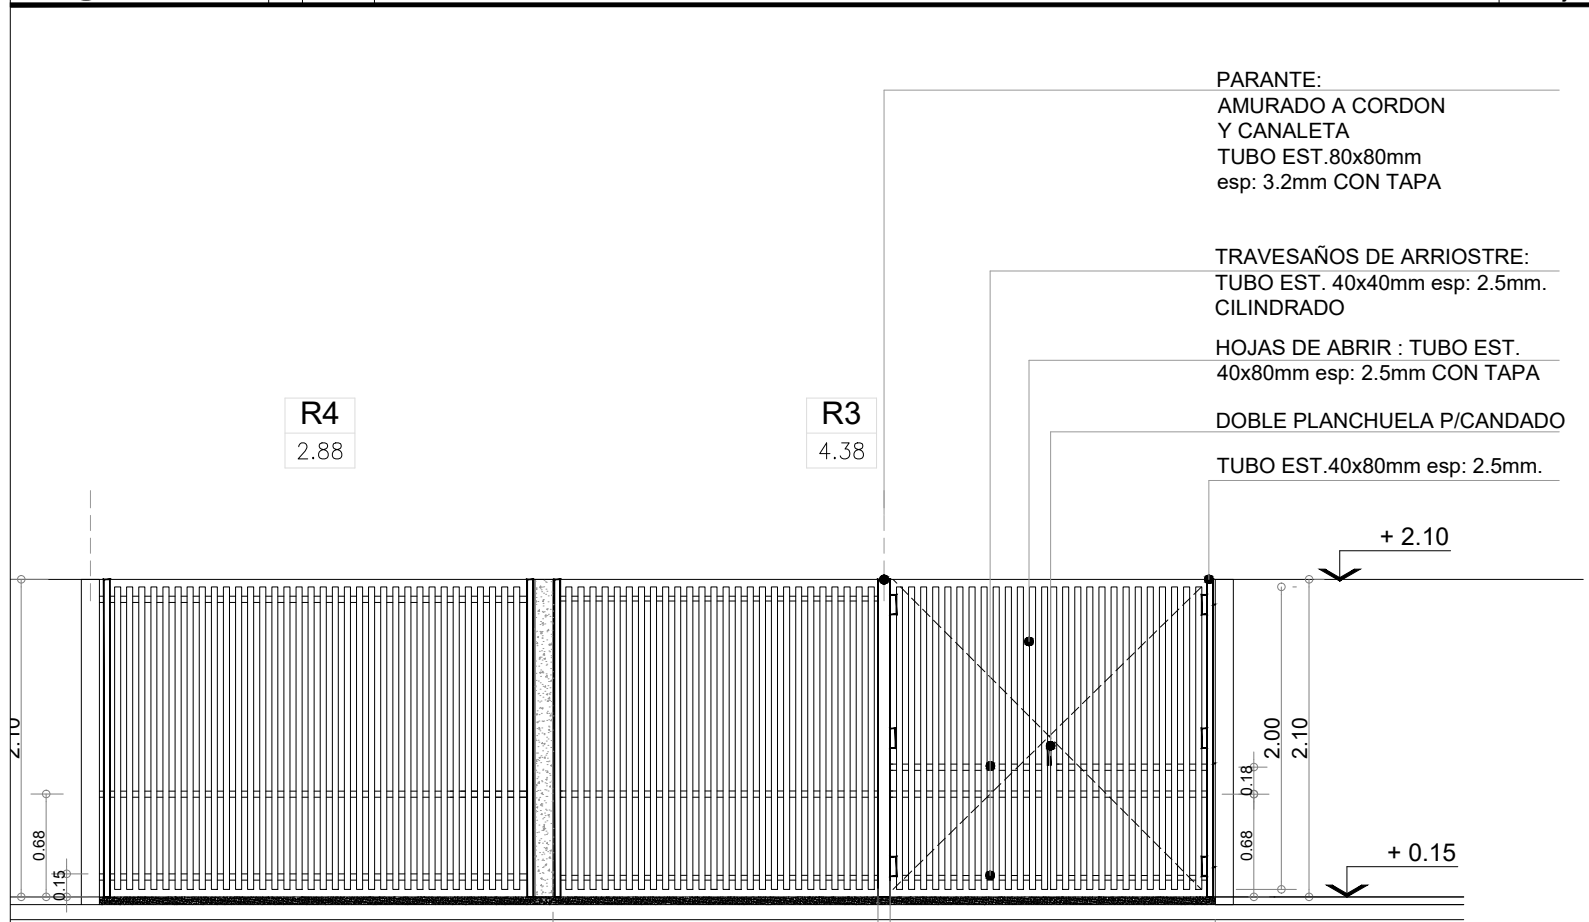 PARANTE:
AMURADO A CORDON
Y CANALETA
TUBO EST.80x80mm
esp: 3.2mm CON TAPA
TRAVESAÑOS DE ARRIOSTRE:
TUBO EST. 40x40mm esp: 2.5mm.
CILINDRADO
HOJAS DE ABRIR : TUBO EST.
40x80mm esp: 2.5mm CON TAPA
R4
2.88
R3
4.38
DOBLE PLANCHUELA P/CANDADO
TUBO EST.40x80mm esp: 2.5mm.
+ 2.10
2.10
0.68
0.15
2.00
2.10
0.18
0.68
+ 0.15